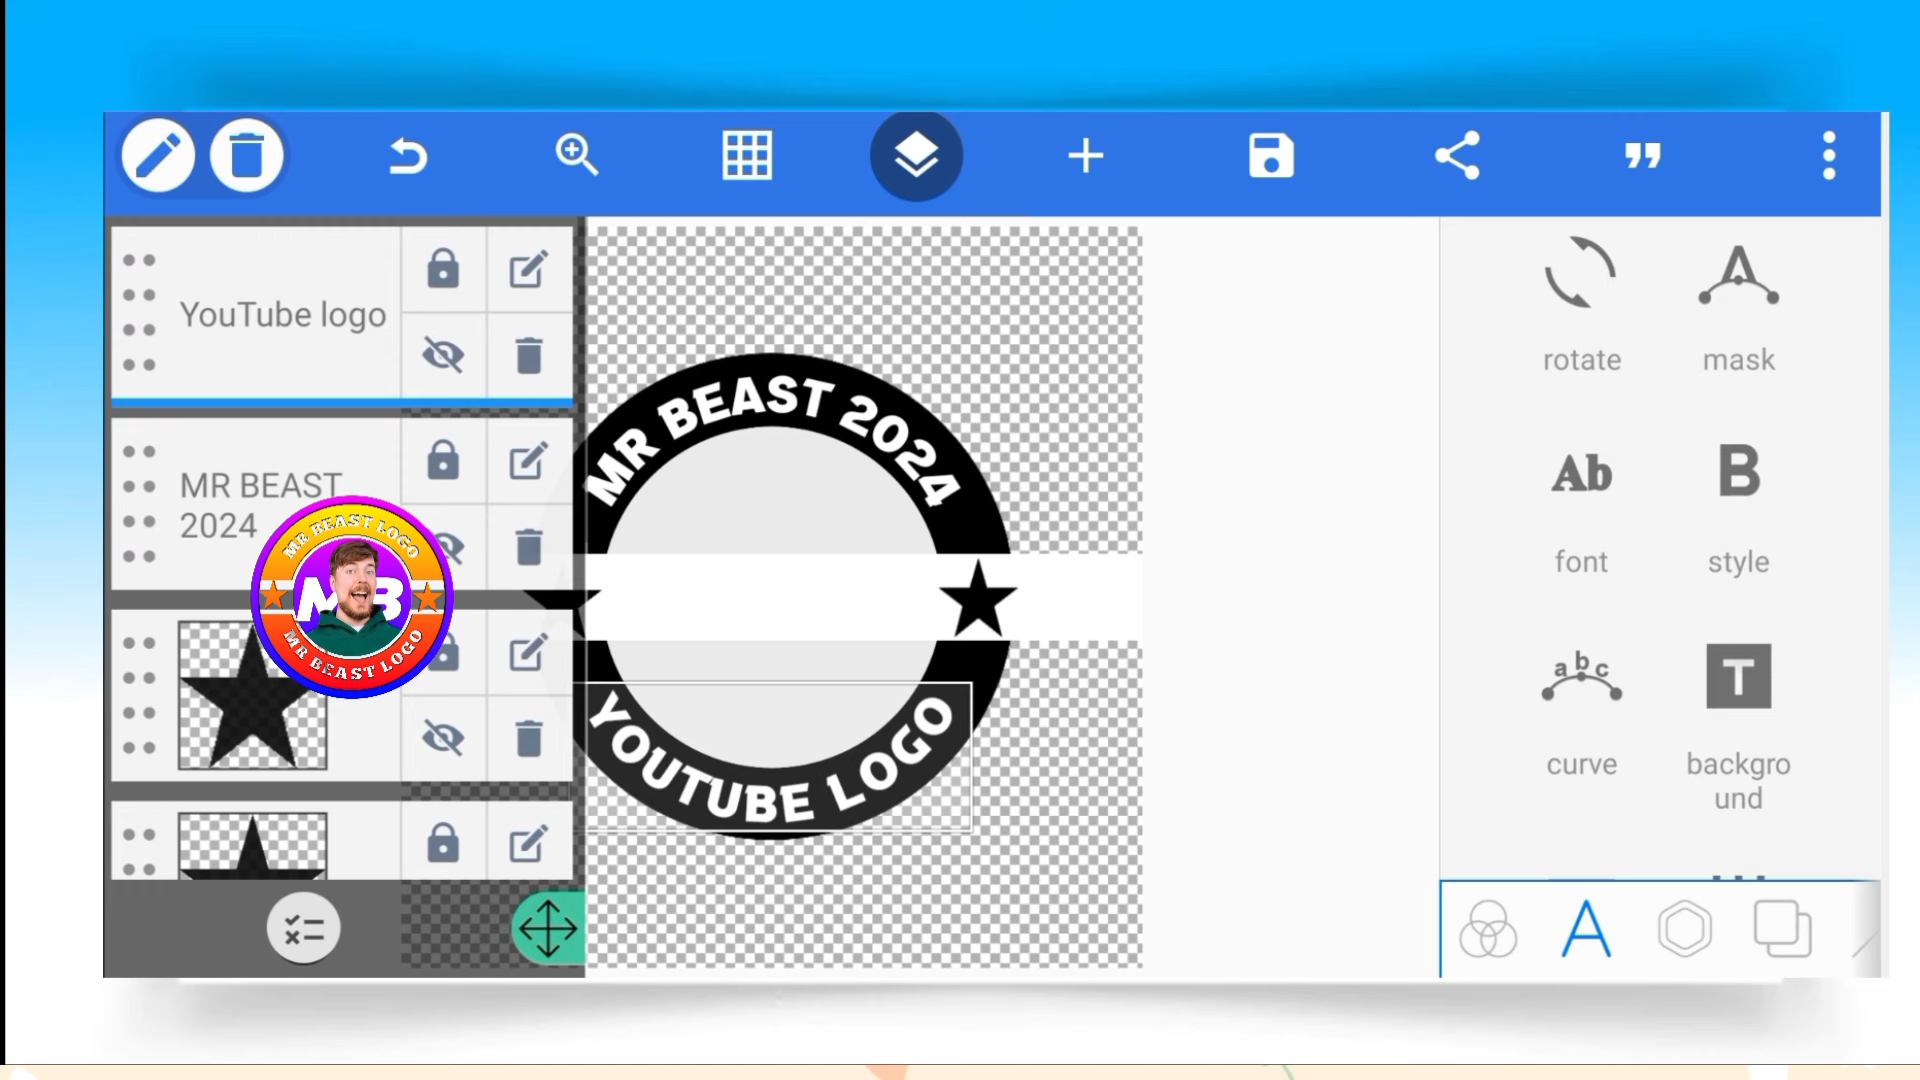 YouTube logo
MR BEAST
2024
MR BEAST LOGO
MB
MR BEAST LOGO
MR BEAST 2024
YOUTUBE LOGO
rotate
mask
Ab
font
B
style
abc
curve
T
backgro
und
A